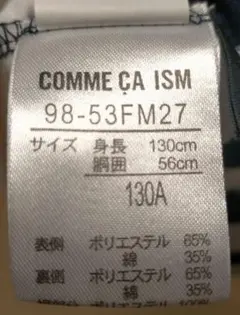 COMME ÇA ISM
98-53FM27
サイズ 身長 130cm
胴囲 56cm
130A
表側 ポリエステル 65%
綿 35%
裏側 ポリエステル 65%
綿 35%
100%